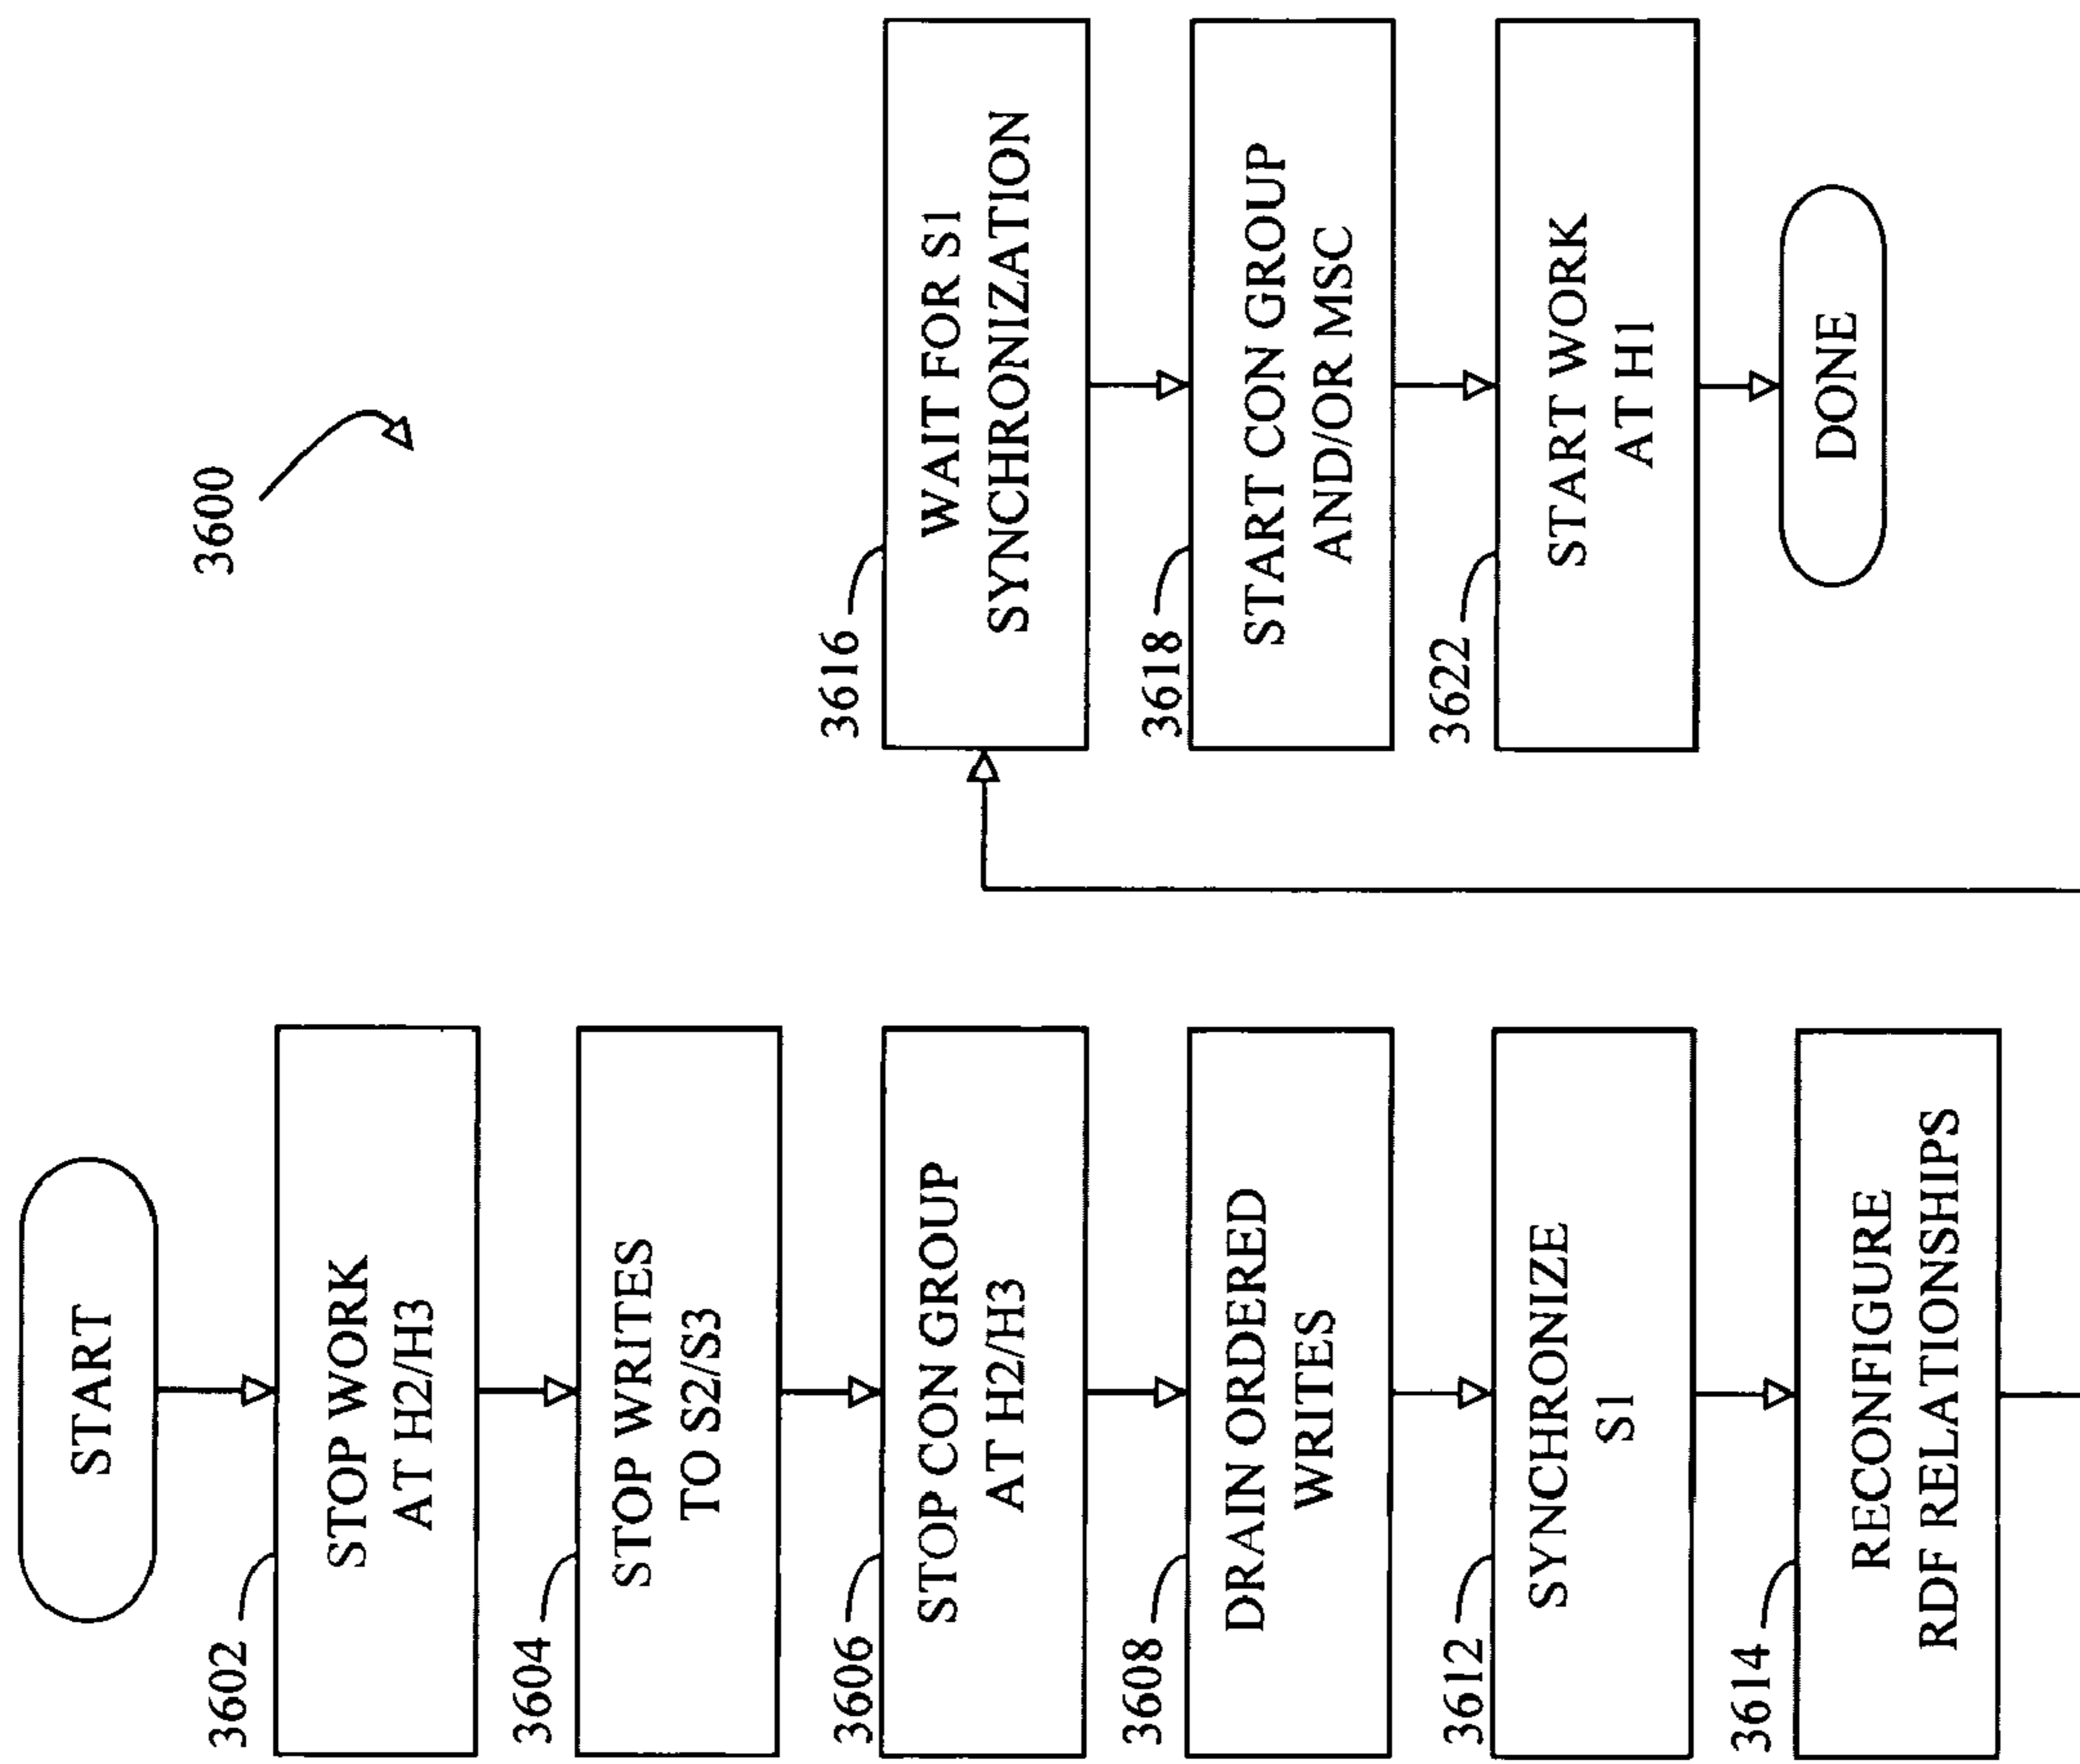 3600
START
3602
STOP WORK
AT H2/H3
3604
STOP WRITES
TO S2/S3
3606
STOP CON GROUP
AT H2/H3
3608
DRAIN ORDERED
WRITES
3612
SYNCHRONIZE
S1
3614
RECONFIGURE
RDF RELATIONSHIPS
3616
WAIT FOR S1
SYNCHRONIZATION
3618
START CON GROUP
AND/OR MSC
3622
START WORK
AT H1
DONE